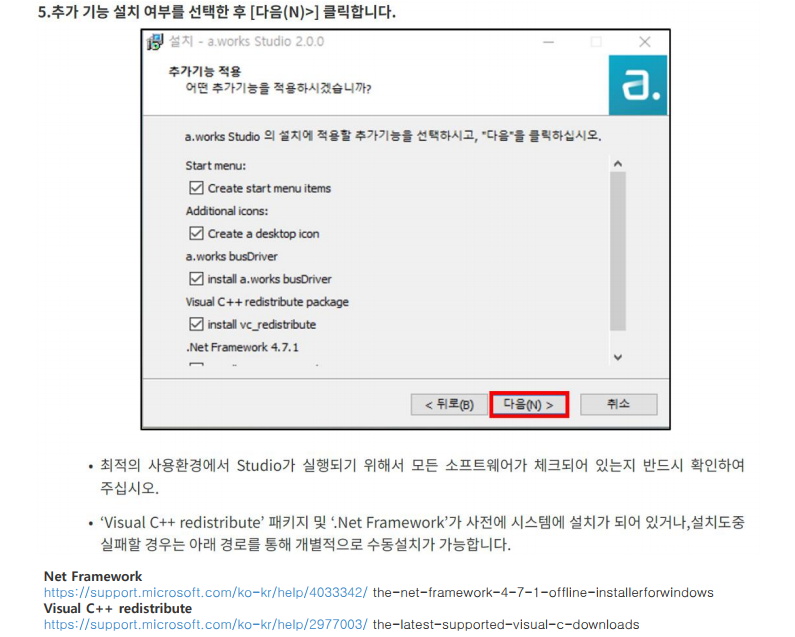 5.추가 기능 설치 여부를 선택한 후 [다음(N)>] 클릭합니다.
설치 - a.works Studio 2.0.0
추가기능 적용
어떤 추가기능을 적용하시겠습니까?
a.
a.works Studio 의 설치에 적용할 추가기능을 선택하시고, "다음"을 클릭하십시오.
Start menu:
Create start menu items
Additional icons:
Create a desktop icon
a.works busDriver
install a.works busDriver
Visual C++ redistribute package
install vc_redistribute
.Net Framework 4.7.1
< 뒤로(B)
다음(N) >
취소
• 최적의 사용환경에서 Studio가 실행되기 위해서 모든 소프트웨어가 체크되어 있는지 반드시 확인하여
주십시오.
• ‘Visual C++ redistribute’ 패키지 및 ‘.Net Framework’가 사전에 시스템에 설치가 되어 있거나,설치도중
실패할 경우는 아래 경로를 통해 개별적으로 수동설치가 가능합니다.
Net Framework
https://support.microsoft.com/ko-kr/help/4033342/ the-net-framework-4-7-1-offline-installerforwindows
Visual C++ redistribute
https://support.microsoft.com/ko-kr/help/2977003/ the-latest-supported-visual-c-downloads